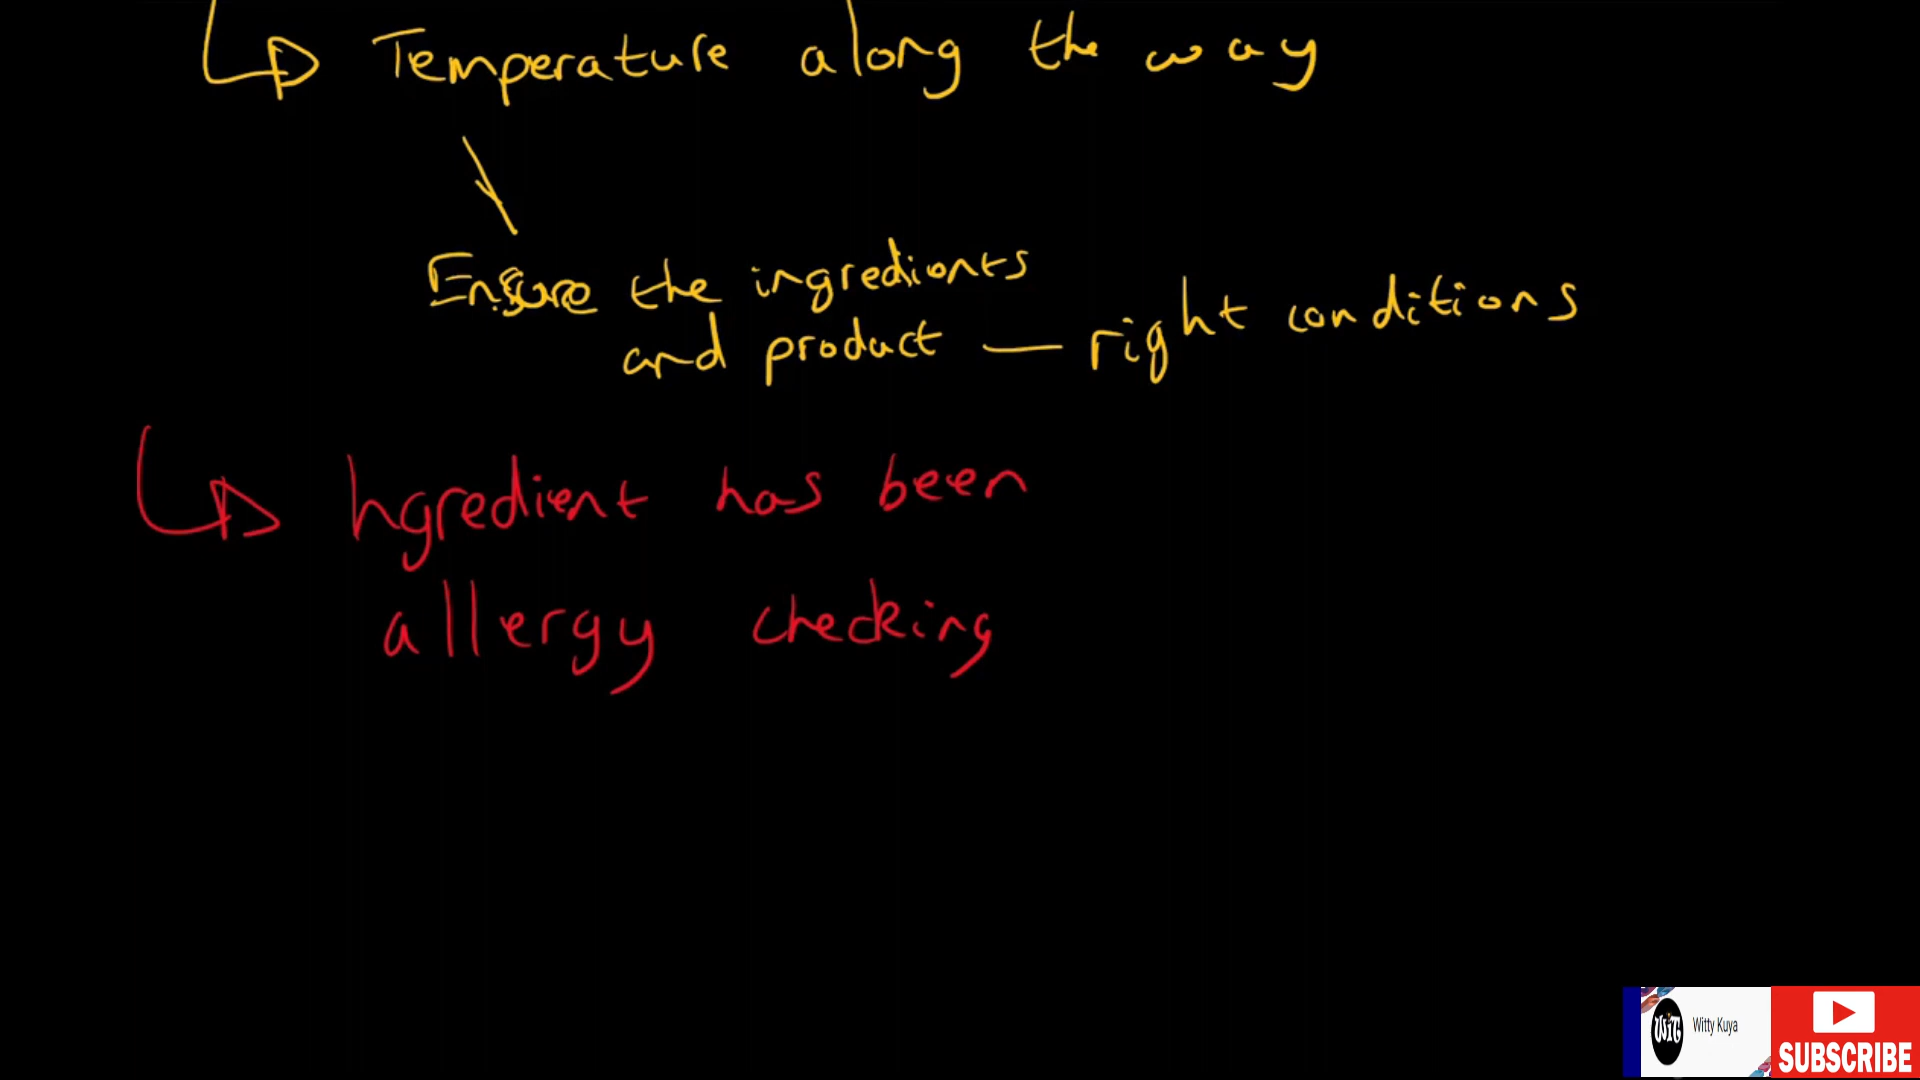 Temperature along the way
Ensure the ingredients
and product — right conditions
Ingredient has been
allergy checking
WiT
Witty Kuya
SUBSCRIBE